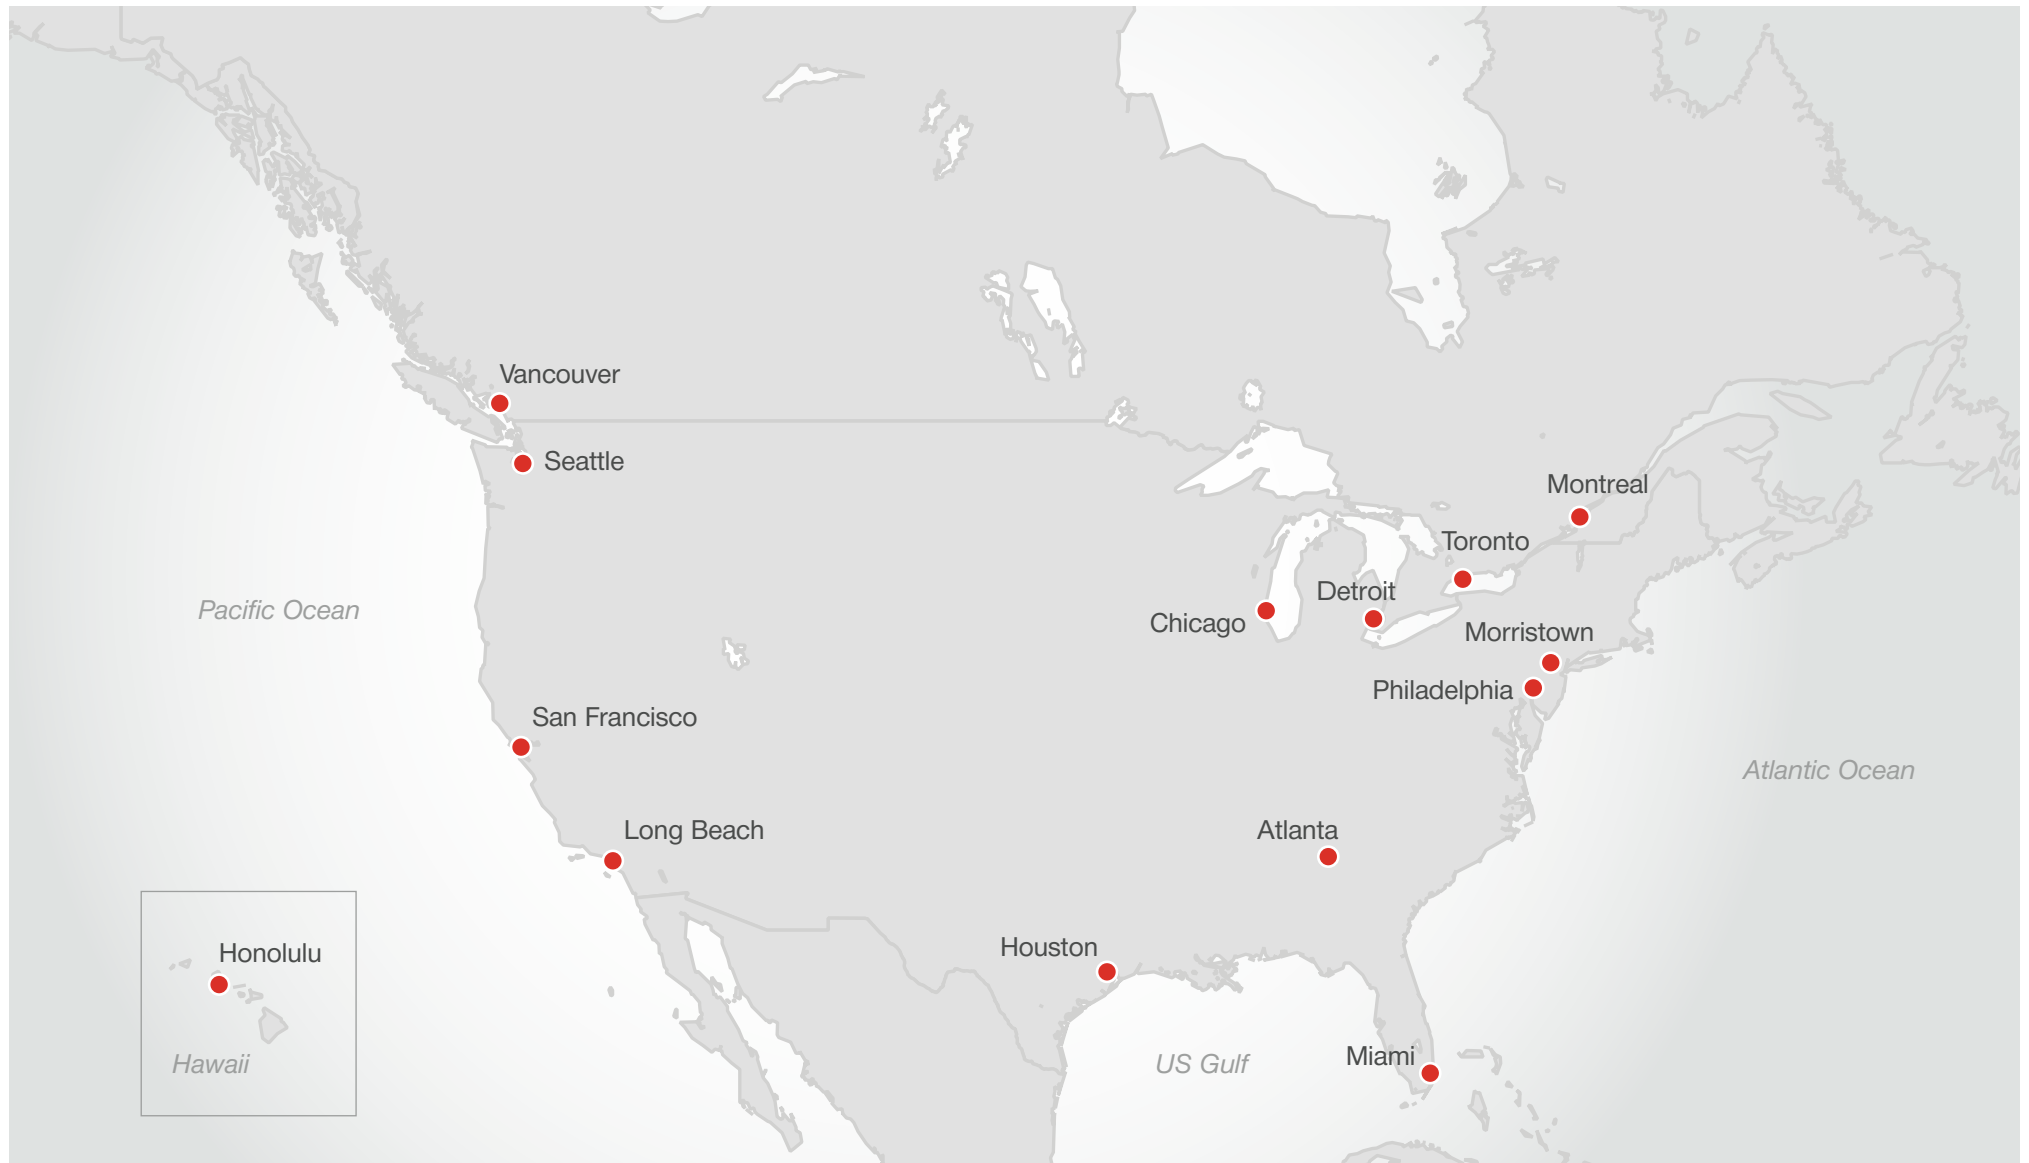 Vancouver
Seattle
Montreal
Toronto
Detroit
Pacific Ocean
Chicago
Morristown
Philadelphia
San Francisco
Atlantic Ocean
Long Beach
Atlanta
Houston
Honolulu
Miami
US Gulf
Hawaii